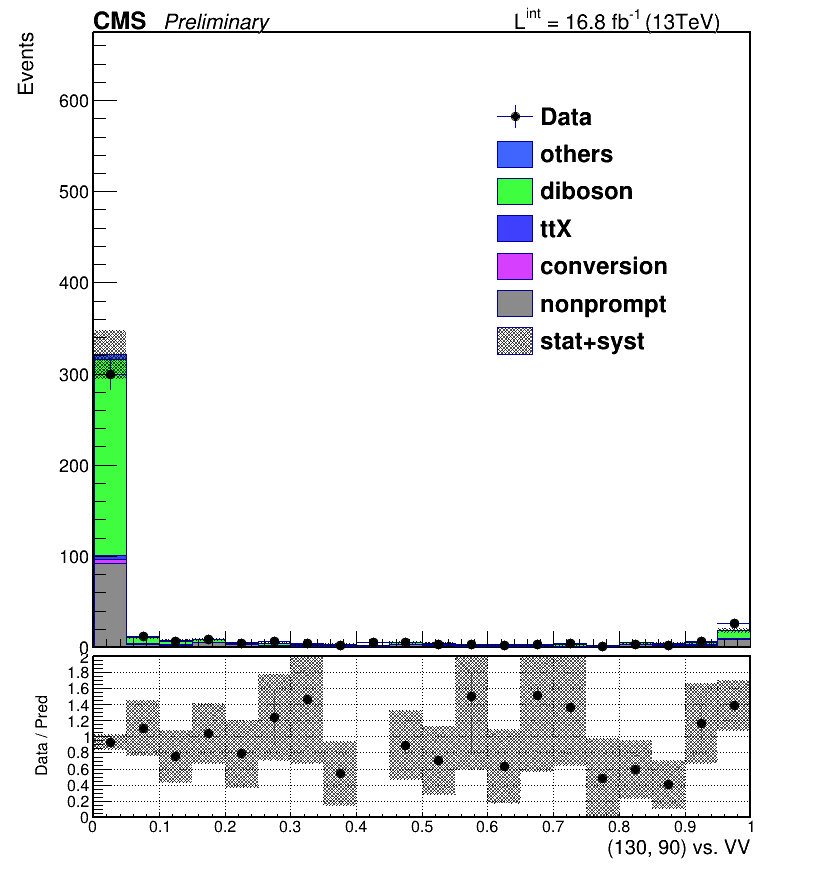 CMS Preliminary L^int = 16.8 fb^-1 (13TeV)
Events
600
500
400
300
200
100
0
Data
others
diboson
ttX
conversion
nonprompt
stat+syst
Data / Pred
2
1.8
1.6
1.4
1.2
1
0.8
0.6
0.4
0.2
0
0 0.1 0.2 0.3 0.4 0.5 0.6 0.7 0.8 0.9 1
(130, 90) vs. VV